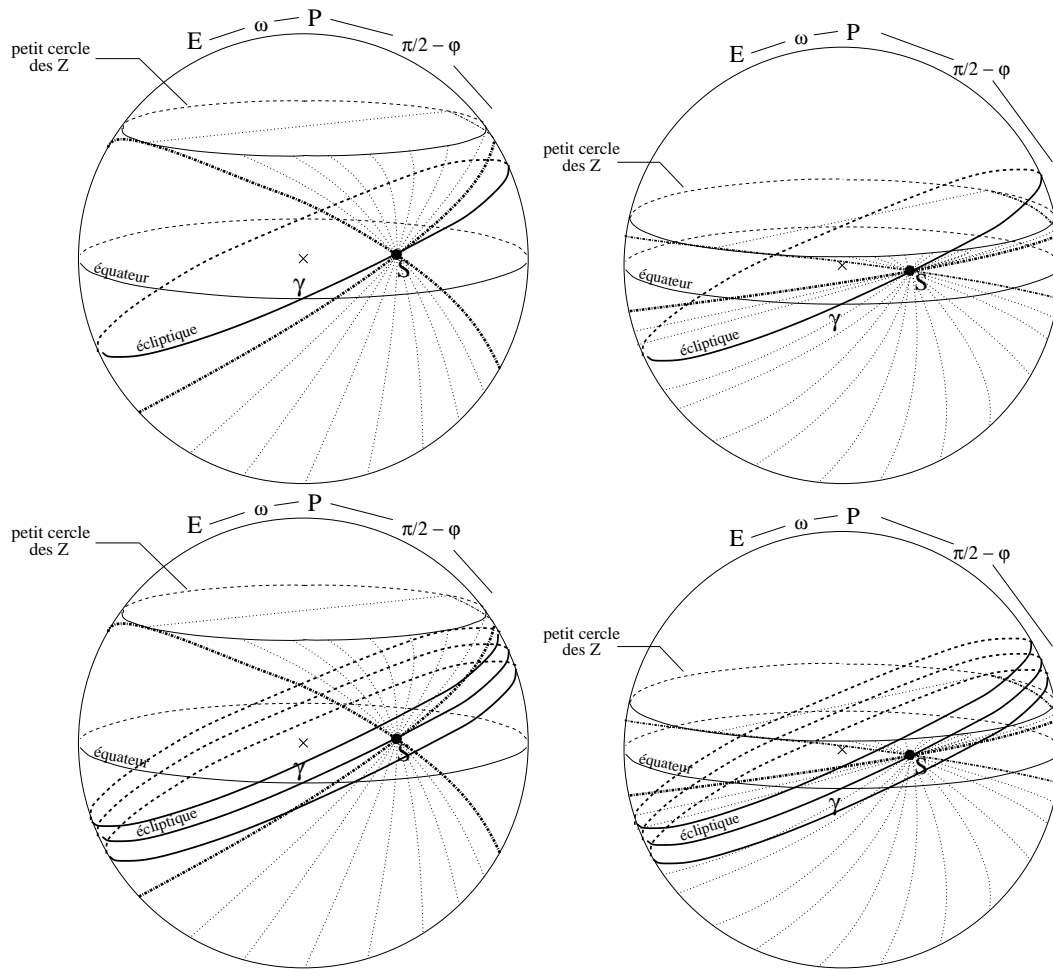 E ω P
π/2 − φ
petit cercle
des Z
équateur
γ
S
écliptique
E ω P
π/2 − φ
petit cercle
des Z
équateur
S
γ
écliptique
E ω P
π/2 − φ
petit cercle
des Z
équateur
γ
S
écliptique
E ω P
π/2 − φ
petit cercle
des Z
équateur
S
γ
écliptique